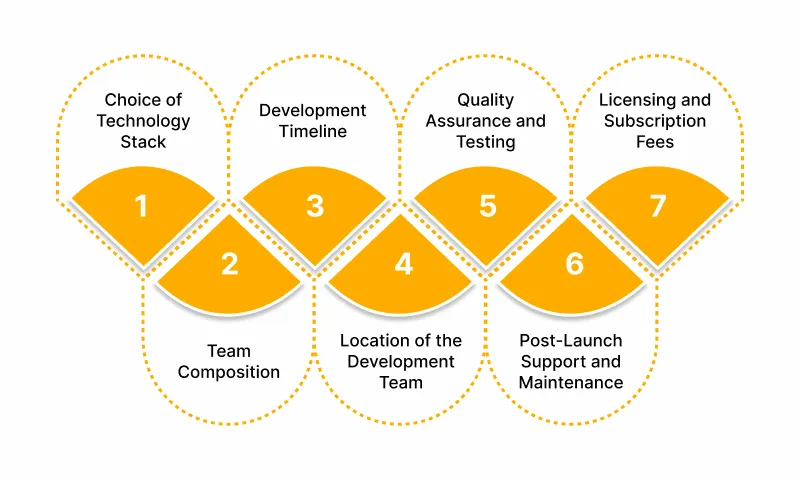 Choice of
Technology
Stack
1
2
Team
Composition
Development
Timeline
3
4
Location of the
Development
Team
Quality
Assurance and
Testing
5
6
Post-Launch
Support and
Maintenance
Licensing and
Subscription
Fees
7